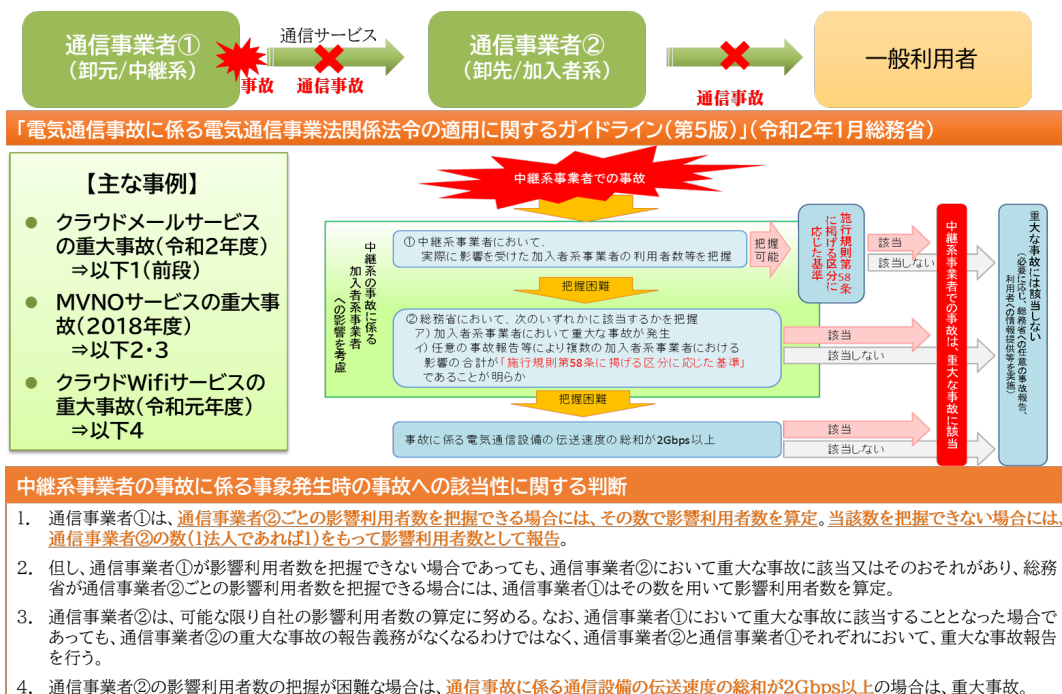 通信事業者①
(卸元/中継系)
事故
通信サービス
通信事故
通信事業者②
(卸先/加入者系)
通信事故
一般利用者
「電気通信事故に係る電気通信事業法関係法令の適用に関するガイドライン(第5版)」(令和2年1月総務省)
【主な事例】
● クラウドメールサービス
の重大事故(令和2年度)
⇒以下1(前段)
● MVNOサービスの重大事
故(2018年度)
⇒以下2・3
● クラウドWifiサービスの
重大事故(令和元年度)
⇒以下4
中継系事業者での事故
中継系の事故に係る
加入者系事業者
への影響を考慮
①中継系事業者において、
実際に影響を受けた加入者系事業者の利用者数等を把握
把握
可能
施行規則第58条
に掲げる区分に
応じた基準
該当
該当しない
把握困難
②総務省において、次のいずれかに該当するかを把握
ア)加入者系事業者において重大な事故が発生
イ)任意の事故報告等により複数の加入者系事業者における
影響の合計が「施行規則第58条に掲げる区分に応じた基準」
であることが明らか
該当
該当しない
把握困難
事故に係る電気通信設備の伝送速度の総和が2Gbps以上
該当
該当しない
中継系事業者での事故は、重大な事故に該当
重大な事故には該当しない
(必要に応じ、総務省への任意の事故報告、
利用者への情報提供等を実施)
中継系事業者の事故に係る事象発生時の事故への該当性に関する判断
1. 通信事業者①は、通信事業者②ごとの影響利用者数を把握できる場合には、その数で影響利用者数を算定。当該数を把握できない場合には、
通信事業者②の数(1法人であれば1)をもって影響利用者数として報告。
2. 但し、通信事業者①が影響利用者数を把握できない場合であっても、通信事業者②において重大な事故に該当又はそのおそれがあり、総務
省が通信事業者②ごとの影響利用者数を把握できる場合には、通信事業者①はその数を用いて影響利用者数を算定。
3. 通信事業者②は、可能な限り自社の影響利用者数の算定に努める。なお、通信事業者①において重大な事故に該当することとなった場合で
あっても、通信事業者②の重大な事故の報告義務がなくなるわけではなく、通信事業者②と通信事業者①それぞれにおいて、重大な事故報告
を行う。
4. 通信事業者②の影響利用者数の把握が困難な場合は、通信事故に係る通信設備の伝送速度の総和が2Gbps以上の場合は、重大事故。